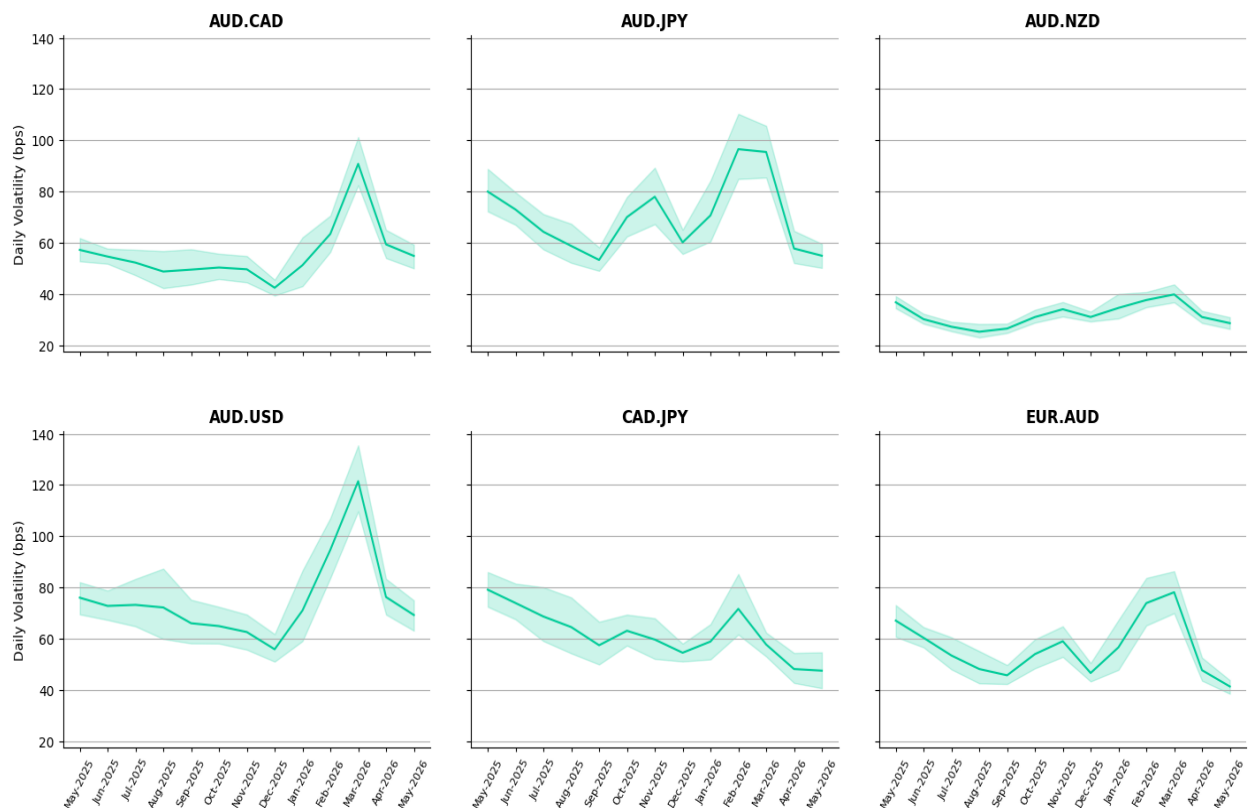 AUD.CAD
AUD.JPY
AUD.NZD
Daily Volatility (bps)
140
120
100
80
60
40
20
AUD.USD
CAD.JPY
EUR.AUD
Daily Volatility (bps)
140
120
100
80
60
40
20
May-2025
Jun-2025
Jul-2025
Aug-2025
Sep-2025
Oct-2025
Nov-2025
Dec-2025
Jan-2026
Feb-2026
Mar-2026
Apr-2026
May-2026
May-2025
Jun-2025
Jul-2025
Aug-2025
Sep-2025
Oct-2025
Nov-2025
Dec-2025
Jan-2026
Feb-2026
Mar-2026
Apr-2026
May-2026
May-2025
Jun-2025
Jul-2025
Aug-2025
Sep-2025
Oct-2025
Nov-2025
Dec-2025
Jan-2026
Feb-2026
Mar-2026
Apr-2026
May-2026